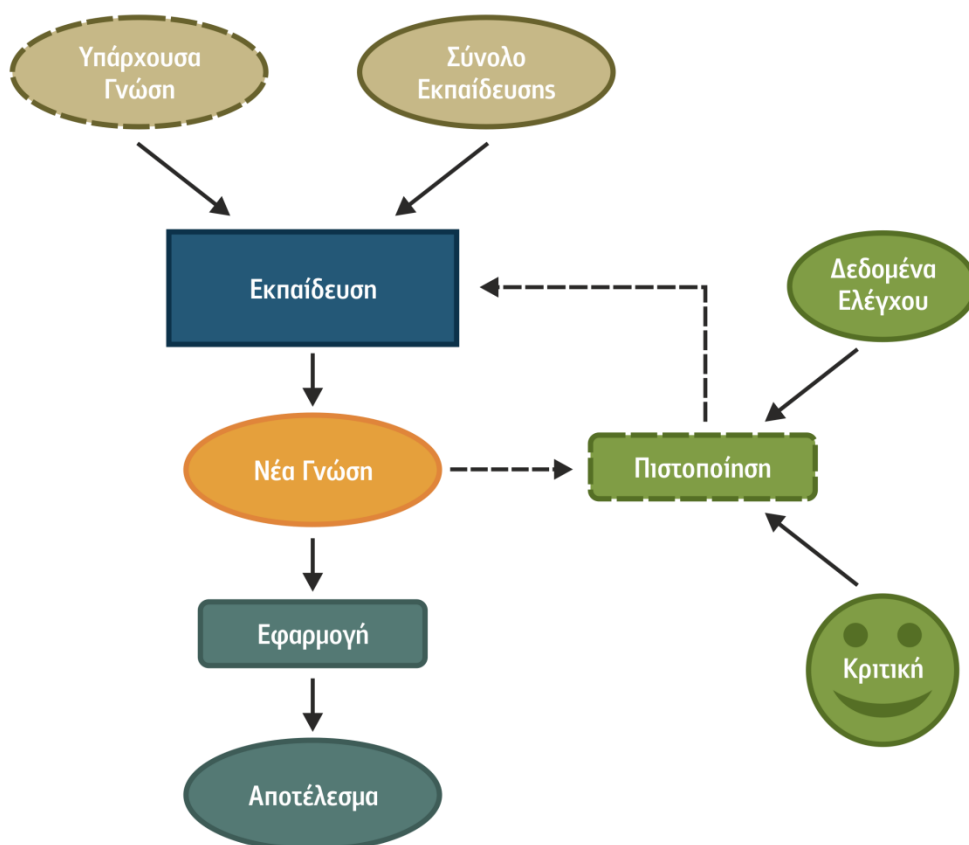 Υπάρχουσα
Γνώση
Σύνολο
Εκπαίδευσης
Εκπαίδευση
Δεδομένα
Ελέγχου
Νέα Γνώση
Πιστοποίηση
Εφαρμογή
Κριτική
Αποτέλεσμα